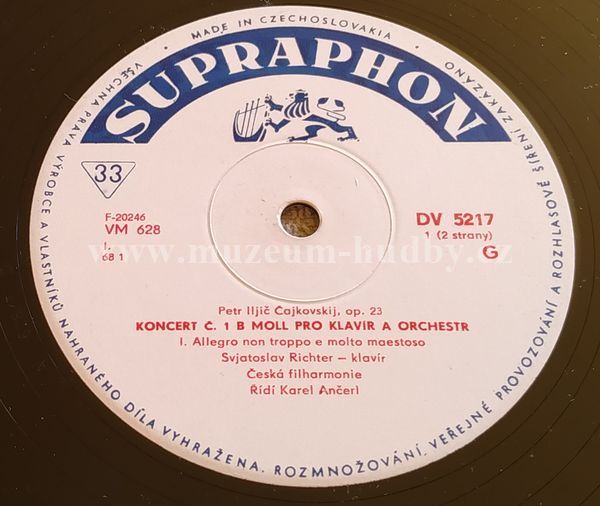 • MADE IN CZECHOSLOVAKIA •
SUPRAPHON
VŠECHNA PRÁVA VÝROBCE A VLASTNÍKŮ NAHRANÉHO DÍLA VYHRAŽENA. ROZMNOŽOVÁNÍ, VEŘEJNÉ PROVOZOVÁNÍ A ROZHLASOVÉ ŠÍŘENÍ ZAKÁZÁNO
33
F-20246
VM 628
I.
68 1
DV 5217
1 (2 strany)
G
www.muzeum-hudby.cz
Petr Iljič Čajkovskij, op. 23
KONCERT Č. 1 B MOLL PRO KLAVÍR A ORCHESTR
I. Allegro non troppo e molto maestoso
Svjatoslav Richter – klavír
Česká filharmonie
Řídí Karel Ančerl